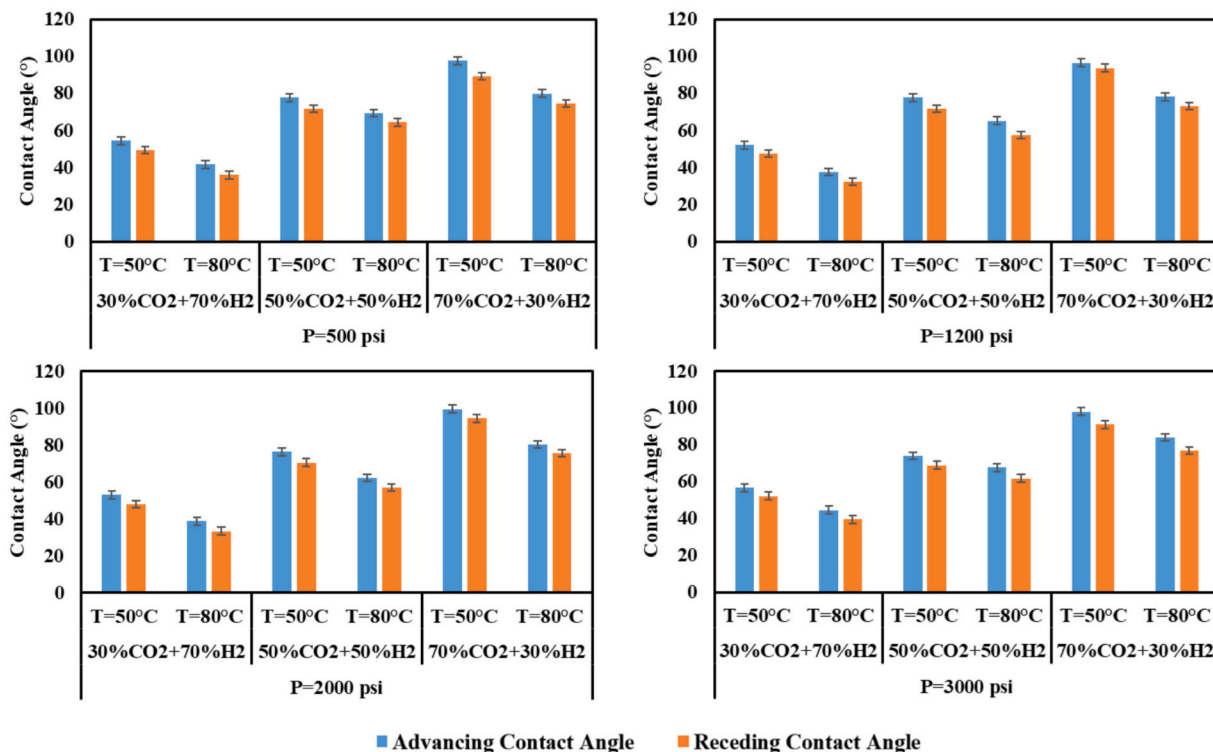 120
100
80
60
40
20
0
Contact Angle (°)
T=50°C T=80°C T=50°C T=80°C T=50°C T=80°C
30%CO2+70%H2 50%CO2+50%H2 70%CO2+30%H2
P=500 psi
120
100
80
60
40
20
0
Contact Angle (°)
T=50°C T=80°C T=50°C T=80°C T=50°C T=80°C
30%CO2+70%H2 50%CO2+50%H2 70%CO2+30%H2
P=1200 psi
120
100
80
60
40
20
0
Contact Angle (°)
T=50°C T=80°C T=50°C T=80°C T=50°C T=80°C
30%CO2+70%H2 50%CO2+50%H2 70%CO2+30%H2
P=2000 psi
120
100
80
60
40
20
0
Contact Angle (°)
T=50°C T=80°C T=50°C T=80°C T=50°C T=80°C
30%CO2+70%H2 50%CO2+50%H2 70%CO2+30%H2
P=3000 psi
Advancing Contact Angle Receding Contact Angle